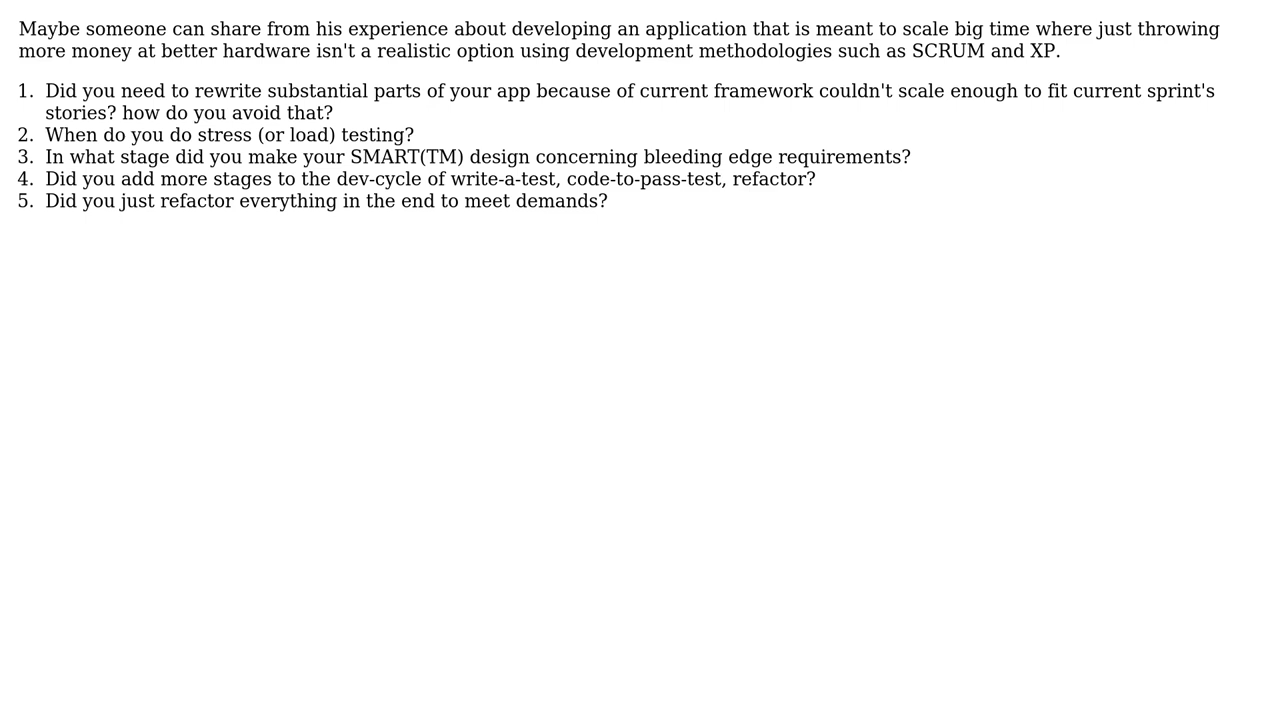 Maybe someone can share from his experience about developing an application that is meant to scale big time where just throwing
more money at better hardware isn't a realistic option using development methodologies such as SCRUM and XP.
1. Did you need to rewrite substantial parts of your app because of current framework couldn't scale enough to fit current sprint's
stories? how do you avoid that?
2. When do you do stress (or load) testing?
3. In what stage did you make your SMART(TM) design concerning bleeding edge requirements?
4. Did you add more stages to the dev-cycle of write-a-test, code-to-pass-test, refactor?
5. Did you just refactor everything in the end to meet demands?